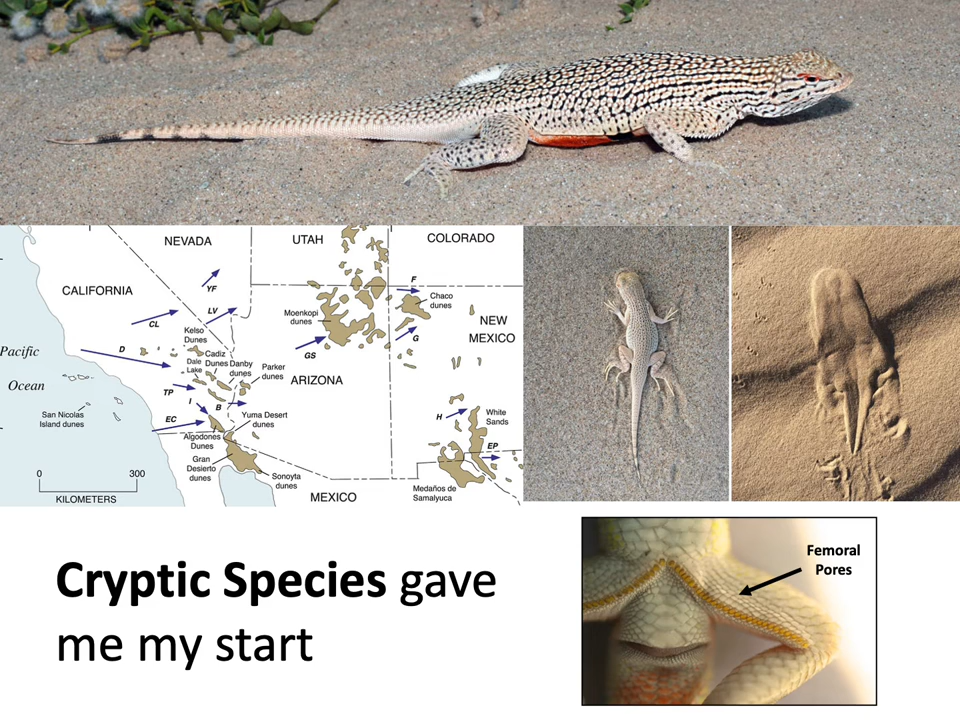 NEVADA
UTAH
COLORADO
CALIFORNIA
YF
LV
CL
F
Chaco
dunes
Moenkopi
dunes
NEW
MEXICO
G
GS
Kelso
Dunes
Pacific
Ocean
D
Cadiz
Dunes
Dale
Lake
Danby
dunes
Parker
dunes
ARIZONA
TP
I
B
EC
San Nicolas
Island dunes
Yuma Desert
dunes
H
White
Sands
EP
Algodones
Dunes
Gran
Desierto
dunes
Sonoyta
dunes
0 300
KILOMETERS
MEXICO
Medaños de
Samalyuca
Cryptic Species gave
me my start
Femoral
Pores